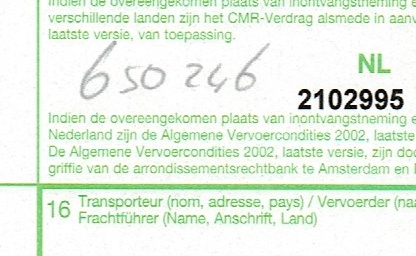 Indien de overeengekomen plaats van inontvangstneming e
verschillende landen zijn het CMR-Verdrag alsmede in aanv
laatste versie, van toepassing.
650246
NL
2102995
Indien de overeengekomen plaats van inontvangstneming e
Nederland zijn de Algemene Vervoercondities 2002, laatste
De Algemene Vervoercondities 2002, laatste versie, zijn doo
griffie van de arrondissementsrechtbank te Amsterdam en
16 Transporteur (nom, adresse, pays) / Vervoerder (na
Frachtführer (Name, Anschrift, Land)